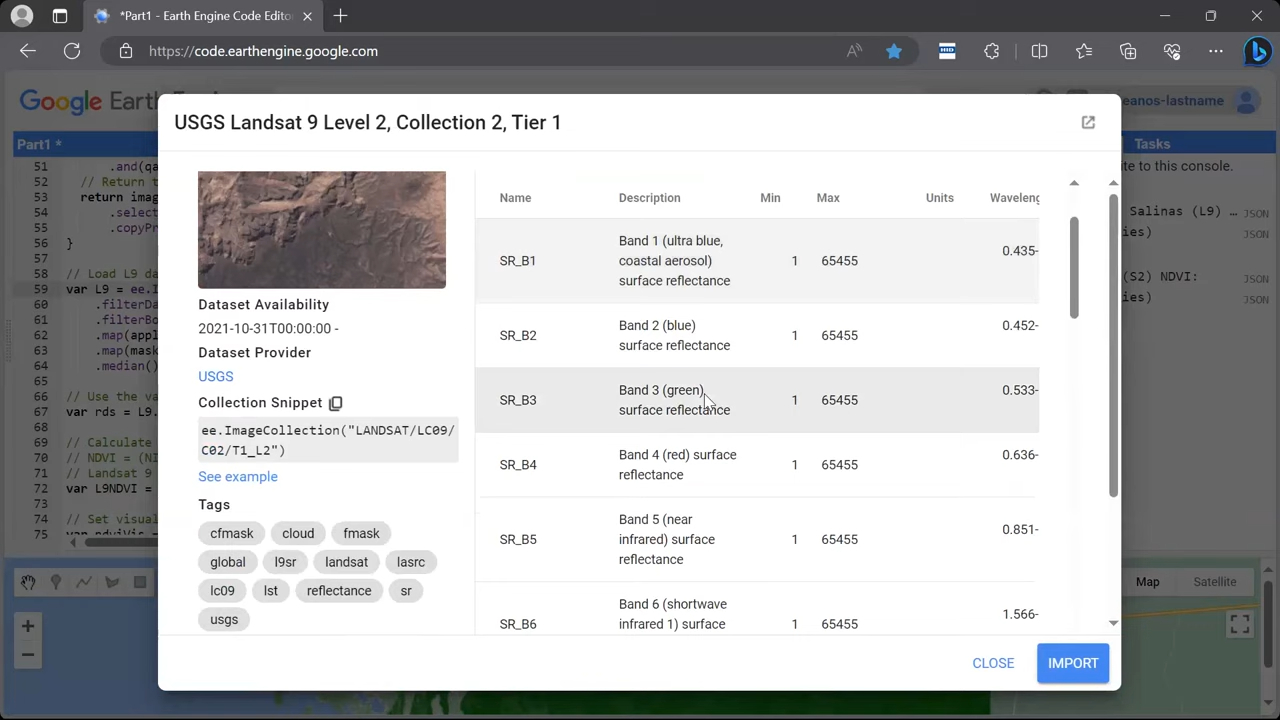 *Part1 - Earth Engine Code Edito
https://code.earthengine.google.com
HID
Google Earth
eanos-lastname
USGS Landsat 9 Level 2, Collection 2, Tier 1
Part1 *
Tasks
51 .and(qa
52 // Return t
53 return imag
54 .selec
55 .copyPr
56 }
57
58 // Load L9 da
59 var L9 = ee.I
60 .filterDa
61 .filterBo
62 .map(appl
63 .map(mask
64 .median()
65
66 // Use the va
67 var rds = L9.
68
69 // Calculate
70 // NDVI = (NI
71 // Landsat 9
72 var L9NDVI =
73
74 // Set visual
75 var ndviVis =
ite to this console.
Salinas (L9) … JSON
ies) JSON
(S2) NDVI: JSON
ies) JSON
Dataset Availability
2021-10-31T00:00:00 -
Dataset Provider
USGS
Collection Snippet
ee.ImageCollection("LANDSAT/LC09/
C02/T1_L2")
See example
Tags
cfmask cloud fmask
global l9sr landsat lasrc
lc09 lst reflectance sr
usgs
Name Description Min Max Units Waveleng
SR_B1 Band 1 (ultra blue, coastal aerosol) surface reflectance 1 65455 0.435-
SR_B2 Band 2 (blue) surface reflectance 1 65455 0.452-
SR_B3 Band 3 (green) surface reflectance 1 65455 0.533-
SR_B4 Band 4 (red) surface reflectance 1 65455 0.636-
SR_B5 Band 5 (near infrared) surface reflectance 1 65455 0.851-
SR_B6 Band 6 (shortwave infrared 1) surface 1 65455 1.566-
CLOSE IMPORT
Map Satellite
+
−